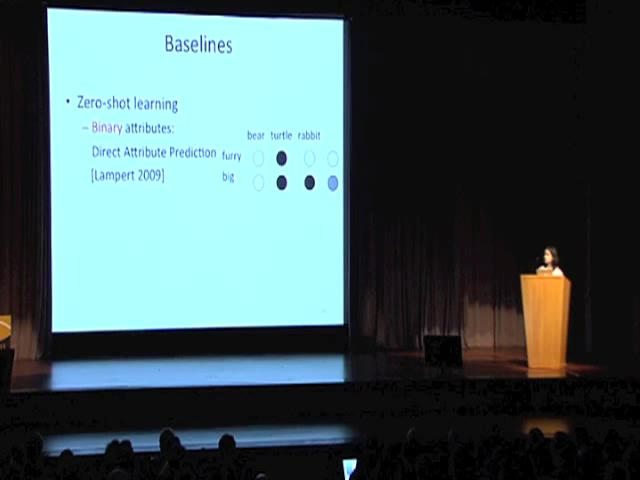 Baselines
• Zero-shot learning
– Binary attributes:
bear turtle rabbit
Direct Attribute Prediction furry
[Lampert 2009] big